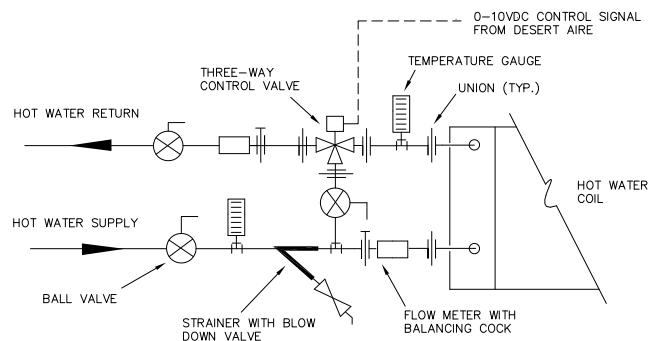 0-10VDC CONTROL SIGNAL
FROM DESERT AIRE
TEMPERATURE GAUGE
THREE-WAY
CONTROL VALVE
UNION (TYP.)
HOT WATER RETURN
HOT WATER
COIL
HOT WATER SUPPLY
BALL VALVE
STRAINER WITH BLOW
DOWN VALVE
FLOW METER WITH
BALANCING COCK